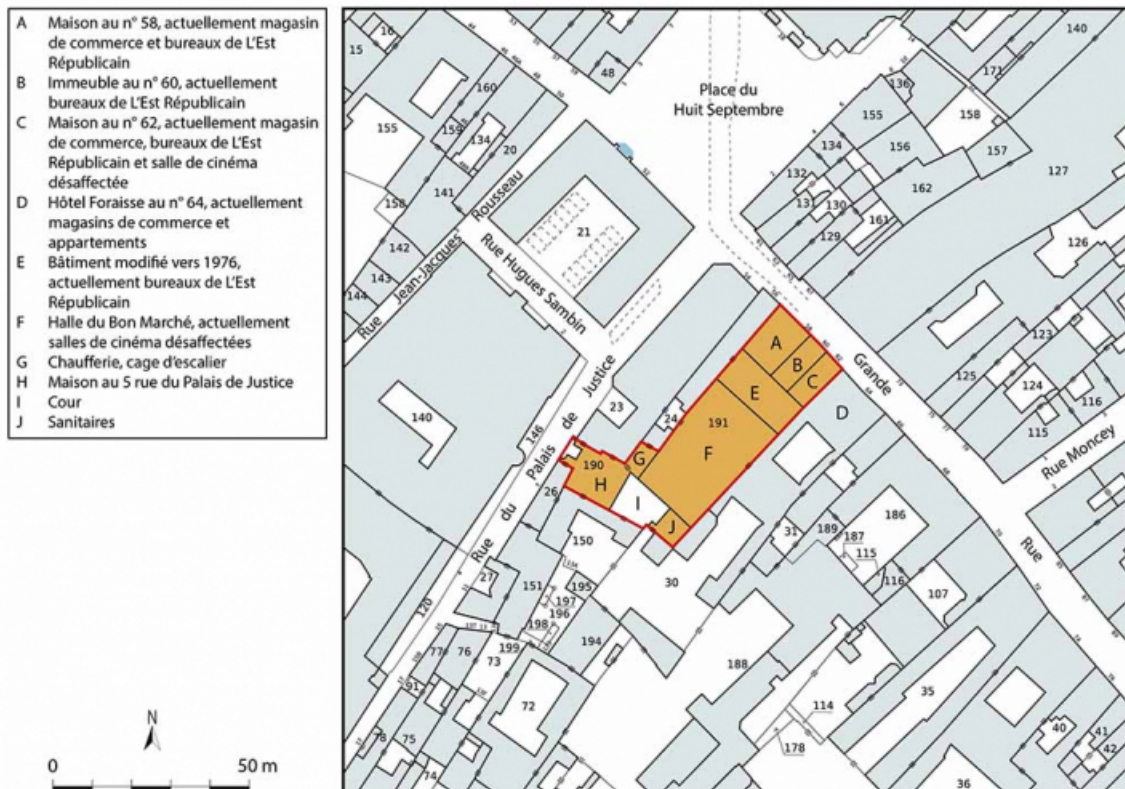 A Maison au n° 58, actuellement magasin
de commerce et bureaux de L'Est
Républicain
B Immeuble au n° 60, actuellement
bureaux de L'Est Républicain
C Maison au n° 62, actuellement magasin
de commerce, bureaux de L'Est
Républicain et salle de cinéma
désaffectée
D Hôtel Foraisse au n° 64, actuellement
magasins de commerce et
appartements
E Bâtiment modifié vers 1976,
actuellement bureaux de L'Est
Républicain
F Halle du Bon Marché, actuellement
salles de cinéma désaffectées
G Chaufferie, cage d'escalier
H Maison au 5 rue du Palais de Justice
I Cour
J Sanitaires
N
0 50 m
15
16
160
155
159
134
20
141
150
142
143
144
48
Place du
Huit Septembre
140
171
136
155
158
134
156
157
127
132
162
131
130
161
129
126
Rue Jean-Jacques Rousseau
Rue Hugues Sambin
21
A
B
C
D
E
F
G
H
I
J
Grande
Rue
123
125
124
116
115
Rue Moncey
23
24
191
190
140
146
26
Rue du Palais de Justice
150
30
31
189
186
187
115
116
107
27
151
195
197
196
198
194
199
120
77
76
73
91
72
78
75
74
188
114
178
35
36
40
41
42